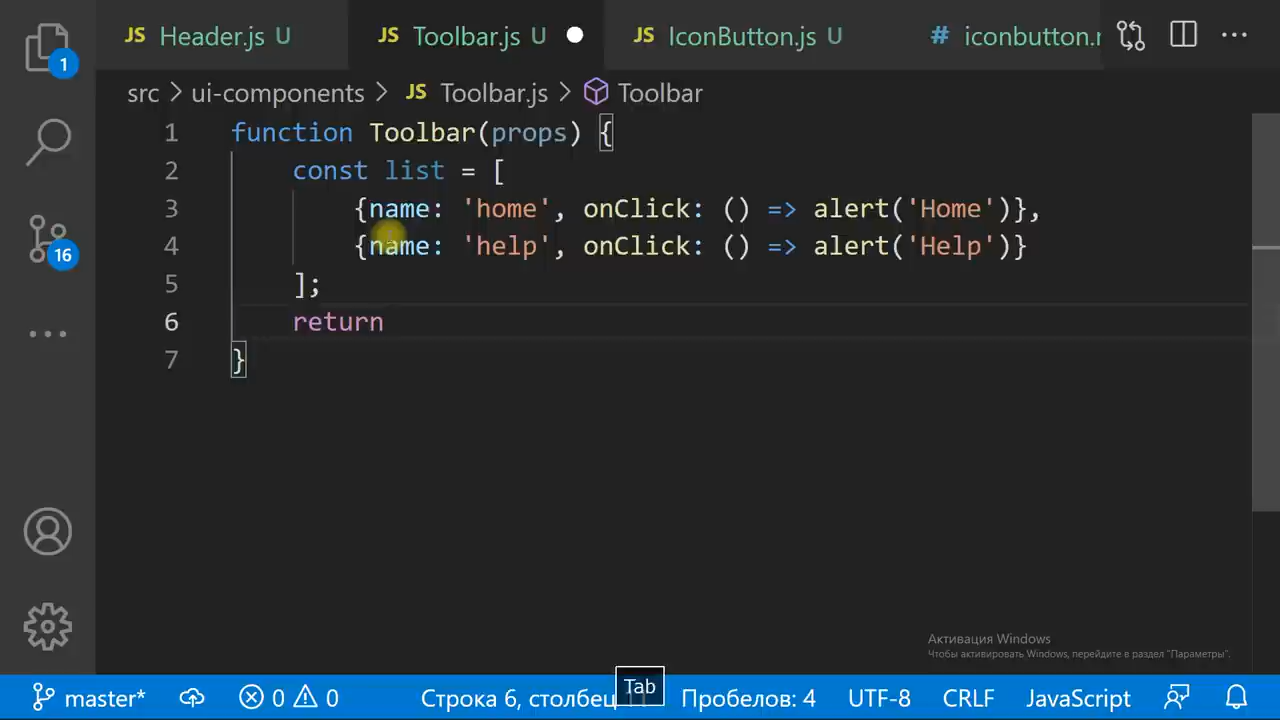 JS Header.js U JS Toolbar.js U JS IconButton.js U # iconbutton.
src > ui-components > JS Toolbar.js > Toolbar
1 function Toolbar(props) {
2 const list = [
3 {name: 'home', onClick: () => alert('Home')},
4 {name: 'help', onClick: () => alert('Help')}
5 ];
6 return
7 }
1
16
Активация Windows
Чтобы активировать Windows, перейдите в раздел "Параметры".
master* 0 0 Строка 6, столбец Tab Пробелов: 4 UTF-8 CRLF JavaScript